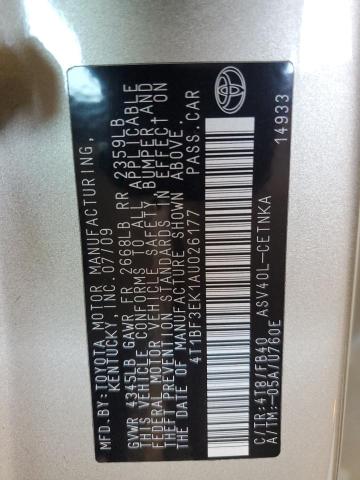 MFD. BY: TOYOTA MOTOR MANUFACTURING,
KENTUCKY, INC. 07/09
GVWR 4345LB GAWR FR 2668LB RR 2359LB
THIS VEHICLE CONFORMS TO ALL APPLICABLE
FEDERAL MOTOR VEHICLE SAFETY, BUMPER, AND
THEFT PREVENTION STANDARDS IN EFFECT ON
THE DATE OF MANUFACTURE SHOWN ABOVE.
4T1BF3EK1AU026177 PASS.CAR
C/TR:4T8/FB40 ASV40L-CETNKA
A/TM:-05A/U760E 14933